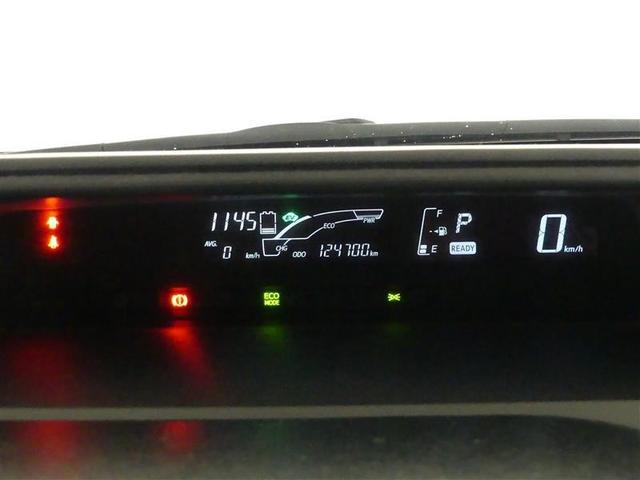 1145
ECO
PWR
F
P
0 km/h
AVG.
0 km/h
CHG
ODO 124700 km
E
READY
ECO
MODE